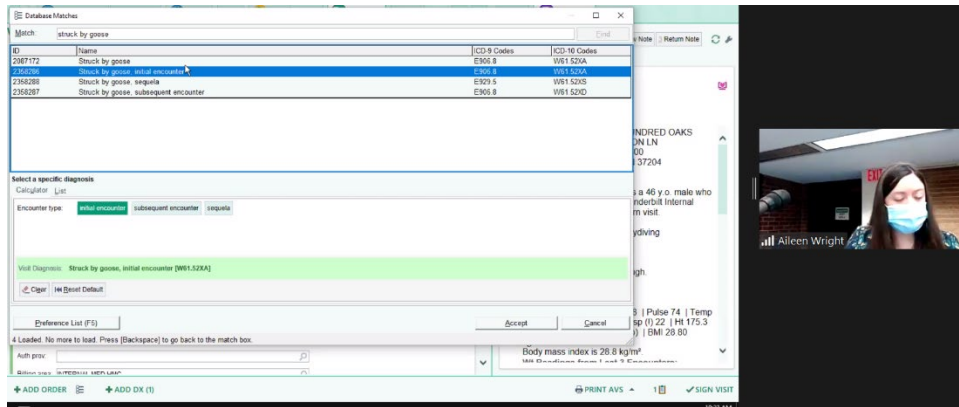 Database Matches
Match: struck by goose Find
ID Name ICD-9 Codes ICD-10 Codes
2087172 Struck by goose E906.8 W61.52XA
2358286 Struck by goose, initial encounter E906.8 W61.52XA
2358288 Struck by goose, sequela E929.5 W61.52XS
2358287 Struck by goose, subsequent encounter E906.8 W61.52XD
Select a specific diagnosis
Calculator List
Encounter type: initial encounter subsequent encounter sequela
Visit Diagnosis: Struck by goose, initial encounter [W61.52XA]
Clear Reset Default
Preference List (F5) Accept Cancel
4 Loaded. No more to load. Press [Backspace] to go back to the match box.
Auth prov:
+ ADD ORDER + ADD DX (1) PRINT AVS 1 SIGN VISIT
Note Return Note
NDRED OAKS
ON LN
00
37204
s a 46 y.o. male who
nderbilt Internal
rn visit.
ydiving
ugh.
| Pulse 74 | Temp
sp (!) 22 | Ht 175.3
| BMI 28.80
Body mass index is 28.8 kg/m².
EXIT
Aileen Wright